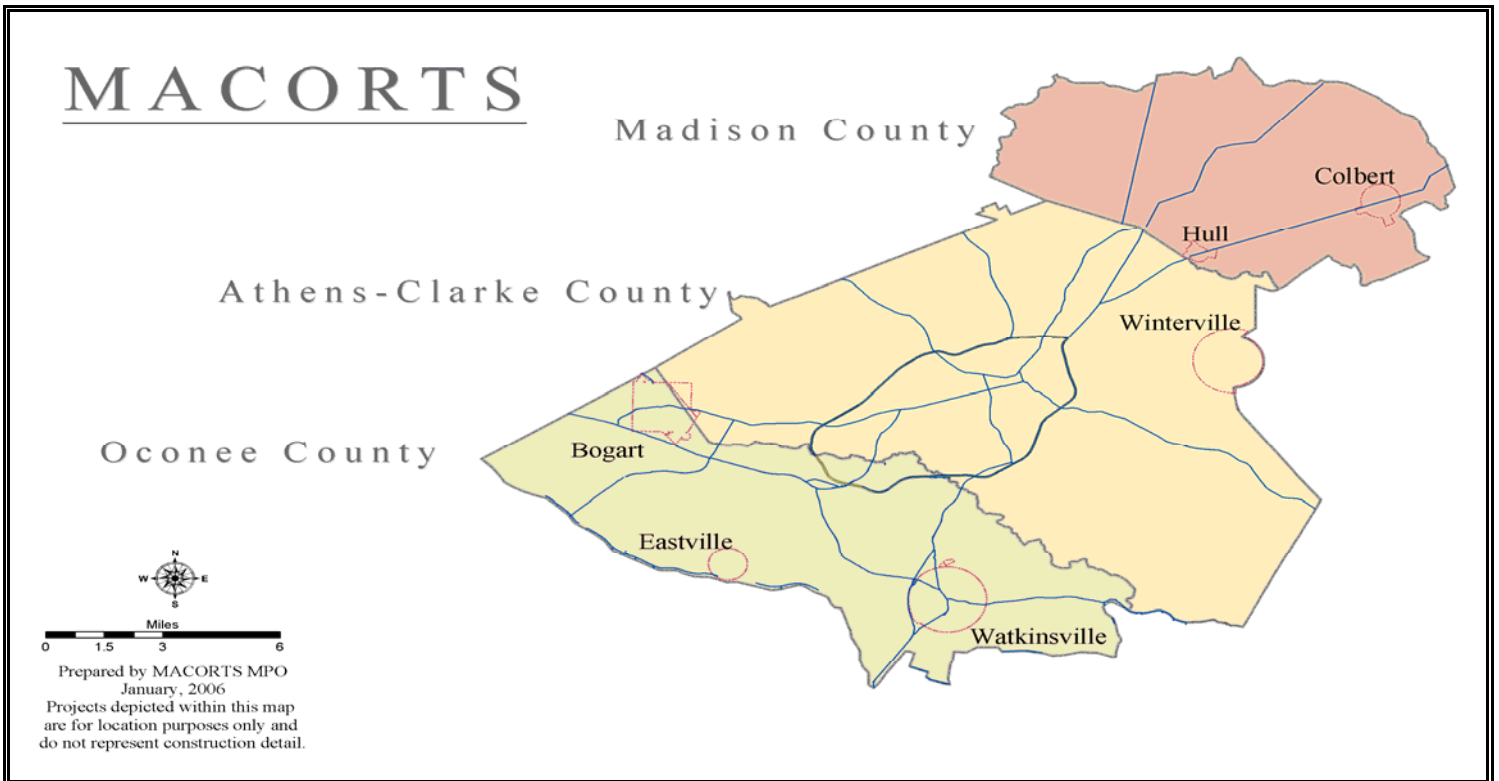 MACORTS
Madison County
Colbert
Hull
Athens-Clarke County
Winterville
Oconee County
Bogart
Eastville
Watkinsville
N
W E
S
Miles
0 1.5 3 6
Prepared by MACORTS MPO
January, 2006
Projects depicted within this map
are for location purposes only and
do not represent construction detail.